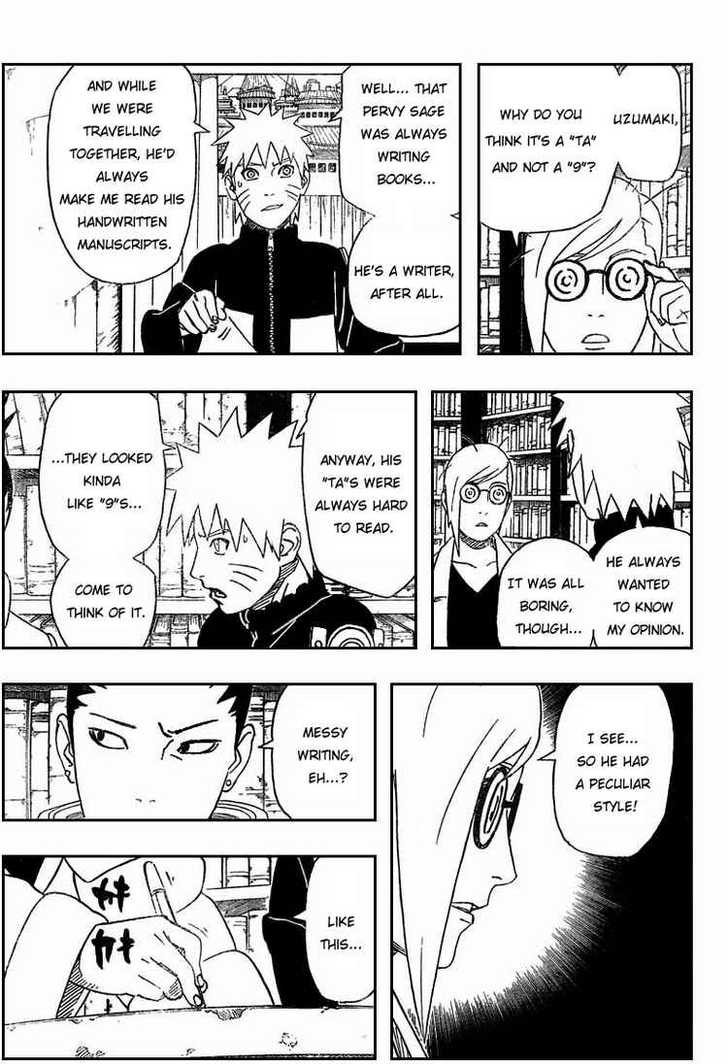 UZUMAKI,
WHY DO YOU
THINK IT'S A "TA"
AND NOT A "9"?
WELL... THAT
PERVY SAGE
WAS ALWAYS
WRITING
BOOKS...
HE'S A WRITER,
AFTER ALL.
AND WHILE
WE WERE
TRAVELLING
TOGETHER, HE'D
ALWAYS
MAKE ME READ HIS
HANDWRITTEN
MANUSCRIPTS.
HE ALWAYS
WANTED
TO KNOW
MY OPINION.
IT WAS ALL
BORING,
THOUGH...
ANYWAY, HIS
"TA"S WERE
ALWAYS HARD
TO READ.
...THEY LOOKED
KINDA
LIKE "9"S...
COME TO
THINK OF IT.
I SEE...
SO HE HAD
A PECULIAR
STYLE!
MESSY
WRITING,
EH...?
LIKE
THIS...
カキ
カキ